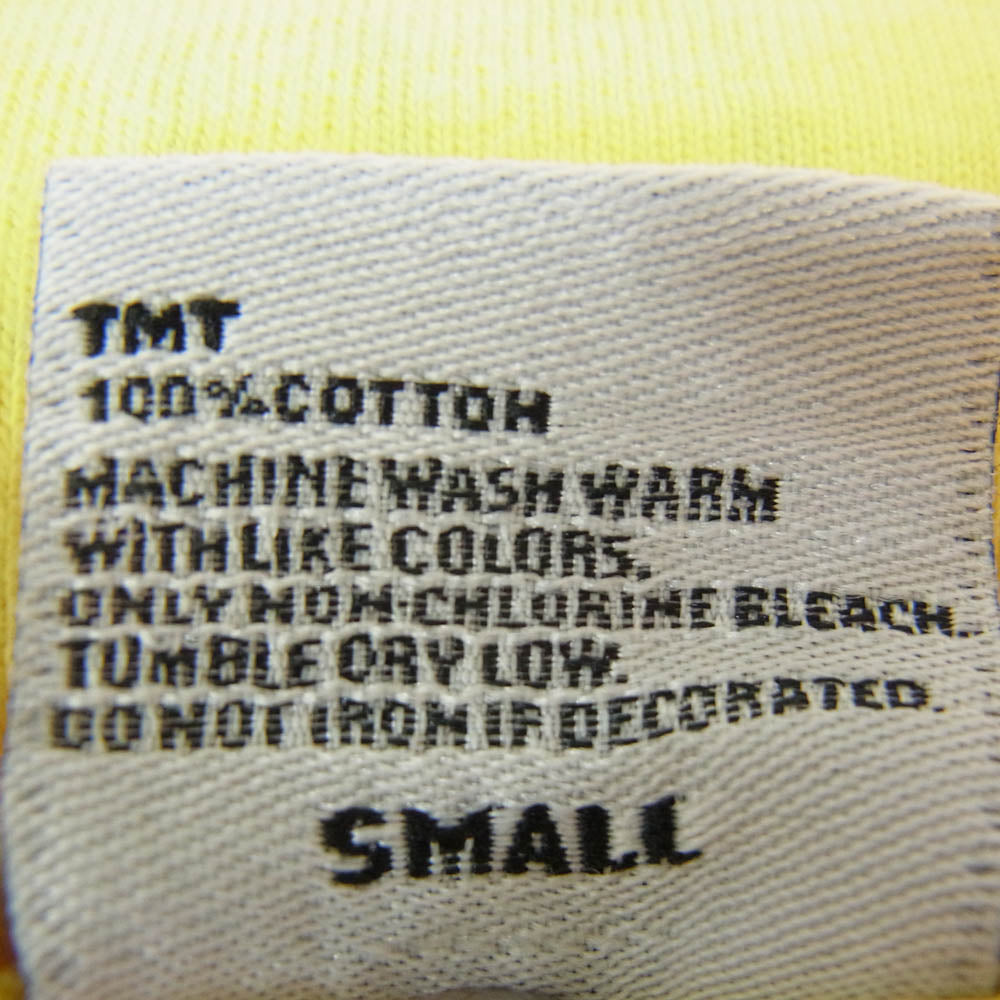 TMT
100% COTTON
MACHINE WASH WARM
WITH LIKE COLORS,
ONLY NON-CHLORINE BLEACH.
TUMBLE DRY LOW.
DO NOT IRON IF DECORATED.
SMALL